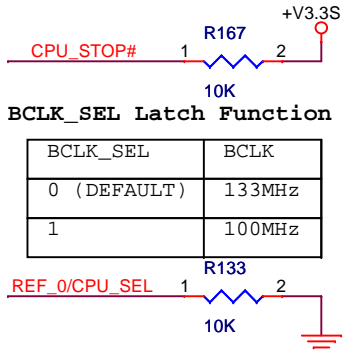 +V3.3S
R167
CPU_STOP# 1 2
10K
BCLK_SEL Latch Function
BCLK_SEL BCLK
0 (DEFAULT) 133MHz
1 100MHz
R133
REF_0/CPU_SEL 1 2
10K